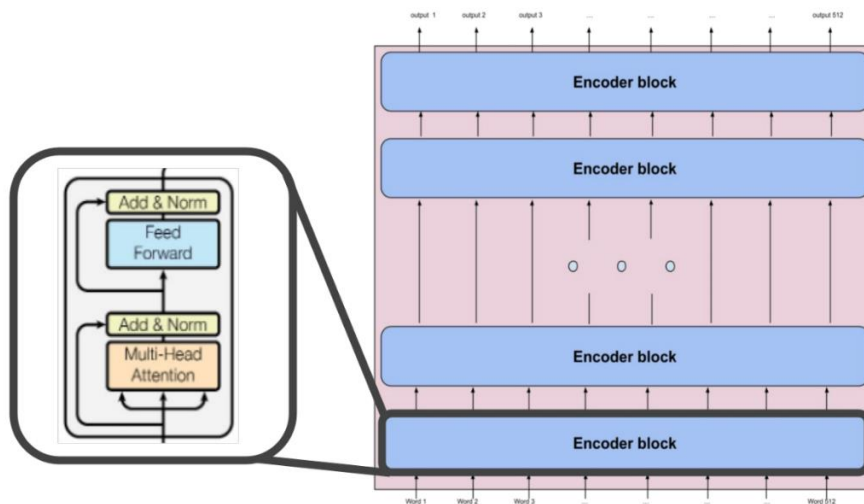 output 1 output 2 output 3 ... ... ... ... output 512
Encoder block
Encoder block
Add & Norm
Feed
Forward
Add & Norm
Multi-Head
Attention
Encoder block
Encoder block
Word 1 Word 2 Word 3 ... ... ... ... Word 512